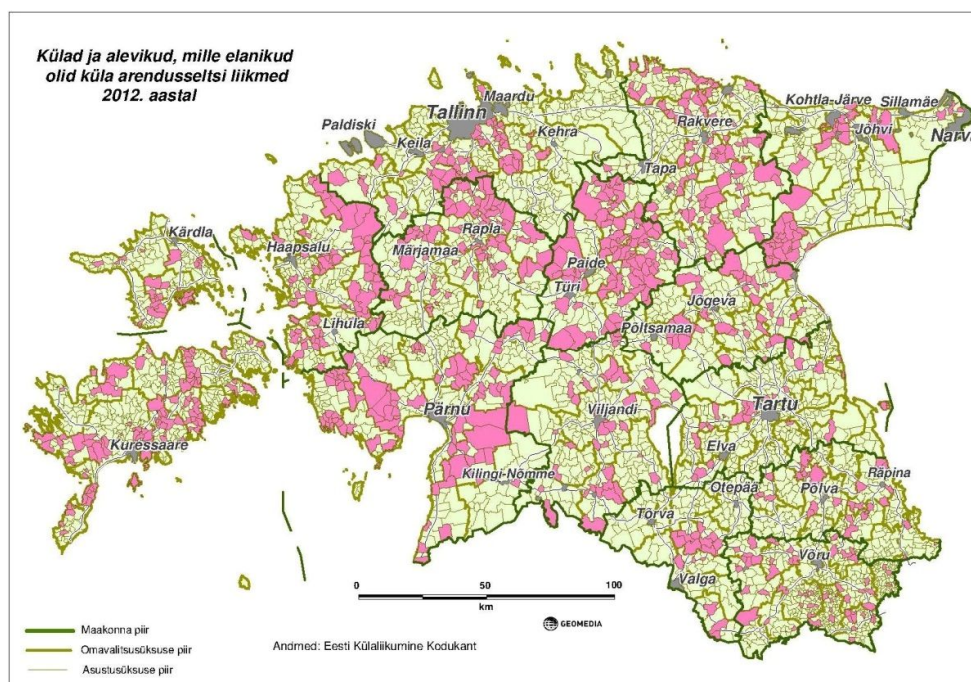 Külad ja alevikud, mille elanikud
olid küla arendusseltsi liikmed
2012. aastal
Maardu
Tallinn
Paldiski
Keila
Kehra
Kohtla-Järve
Sillamäe
Rakvere
Jõhvi
Narva
Tapa
Kärdla
Haapsalu
Märjamaa
Rapla
Paide
Türi
Jõgeva
Lihula
Põltsamaa
Pärnu
Viljandi
Tartu
Kuressaare
Elva
Kilingi-Nõmme
Otepää
Põlva
Räpina
Tõrva
Võru
Valga
0 50 100
km
GEOMEDIA
Maakonna piir
Omavalitsusüksuse piir
Asustusüksuse piir
Andmed: Eesti Külaliikumine Kodukant